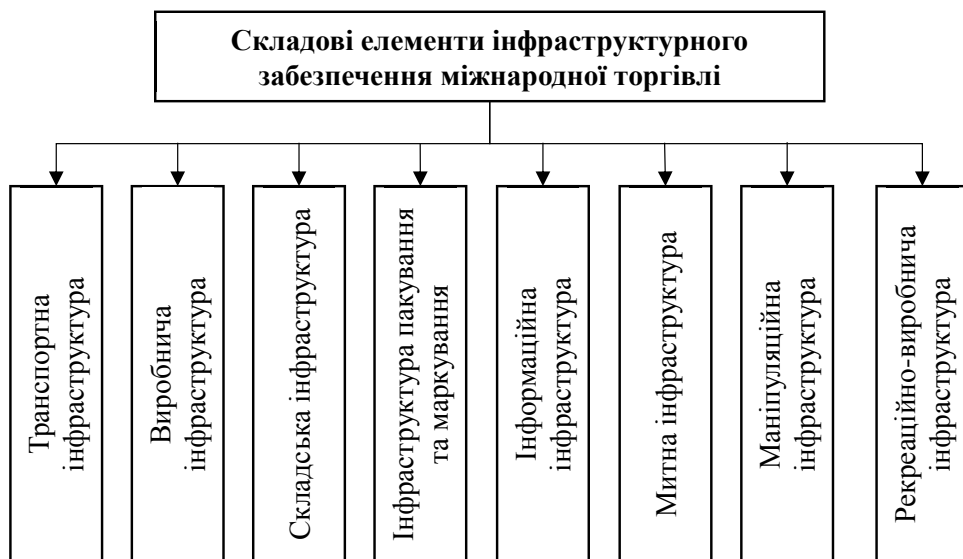 Складові елементи інфраструктурного
забезпечення міжнародної торгівлі
Транспортна
інфраструктура
Виробнича
інфраструктура
Складська інфраструктура
Інфраструктура пакування
та маркування
Інформаційна
інфраструктура
Митна інфраструктура
Маніпуляційна
інфраструктура
Рекреаційно-виробнича
інфраструктура